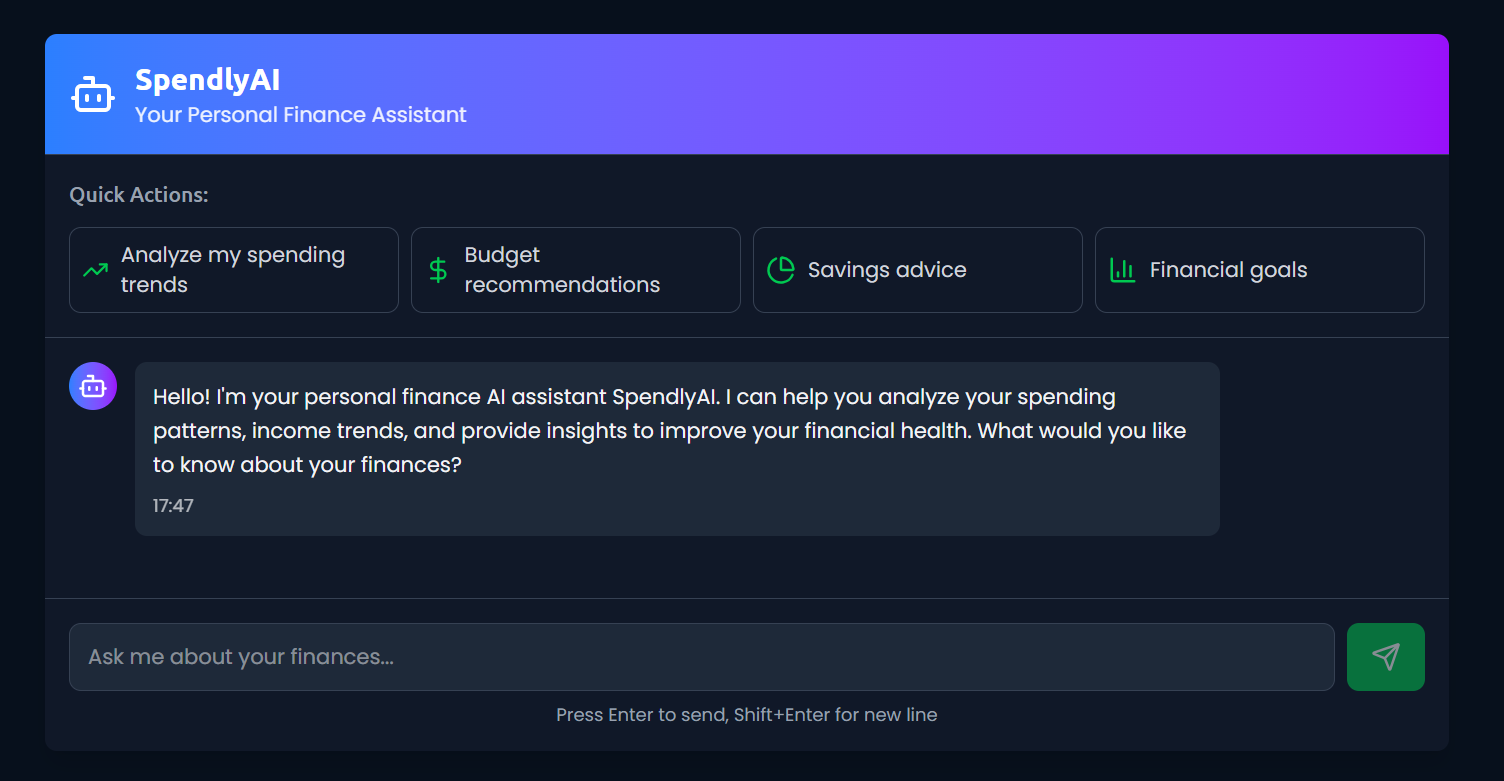 SpendlyAI
Your Personal Finance Assistant
Quick Actions:
Analyze my spending
trends
Budget
recommendations
Savings advice
Financial goals
Hello! I'm your personal finance AI assistant SpendlyAI. I can help you analyze your spending
patterns, income trends, and provide insights to improve your financial health. What would you like
to know about your finances?
17:47
Ask me about your finances...
Press Enter to send, Shift+Enter for new line